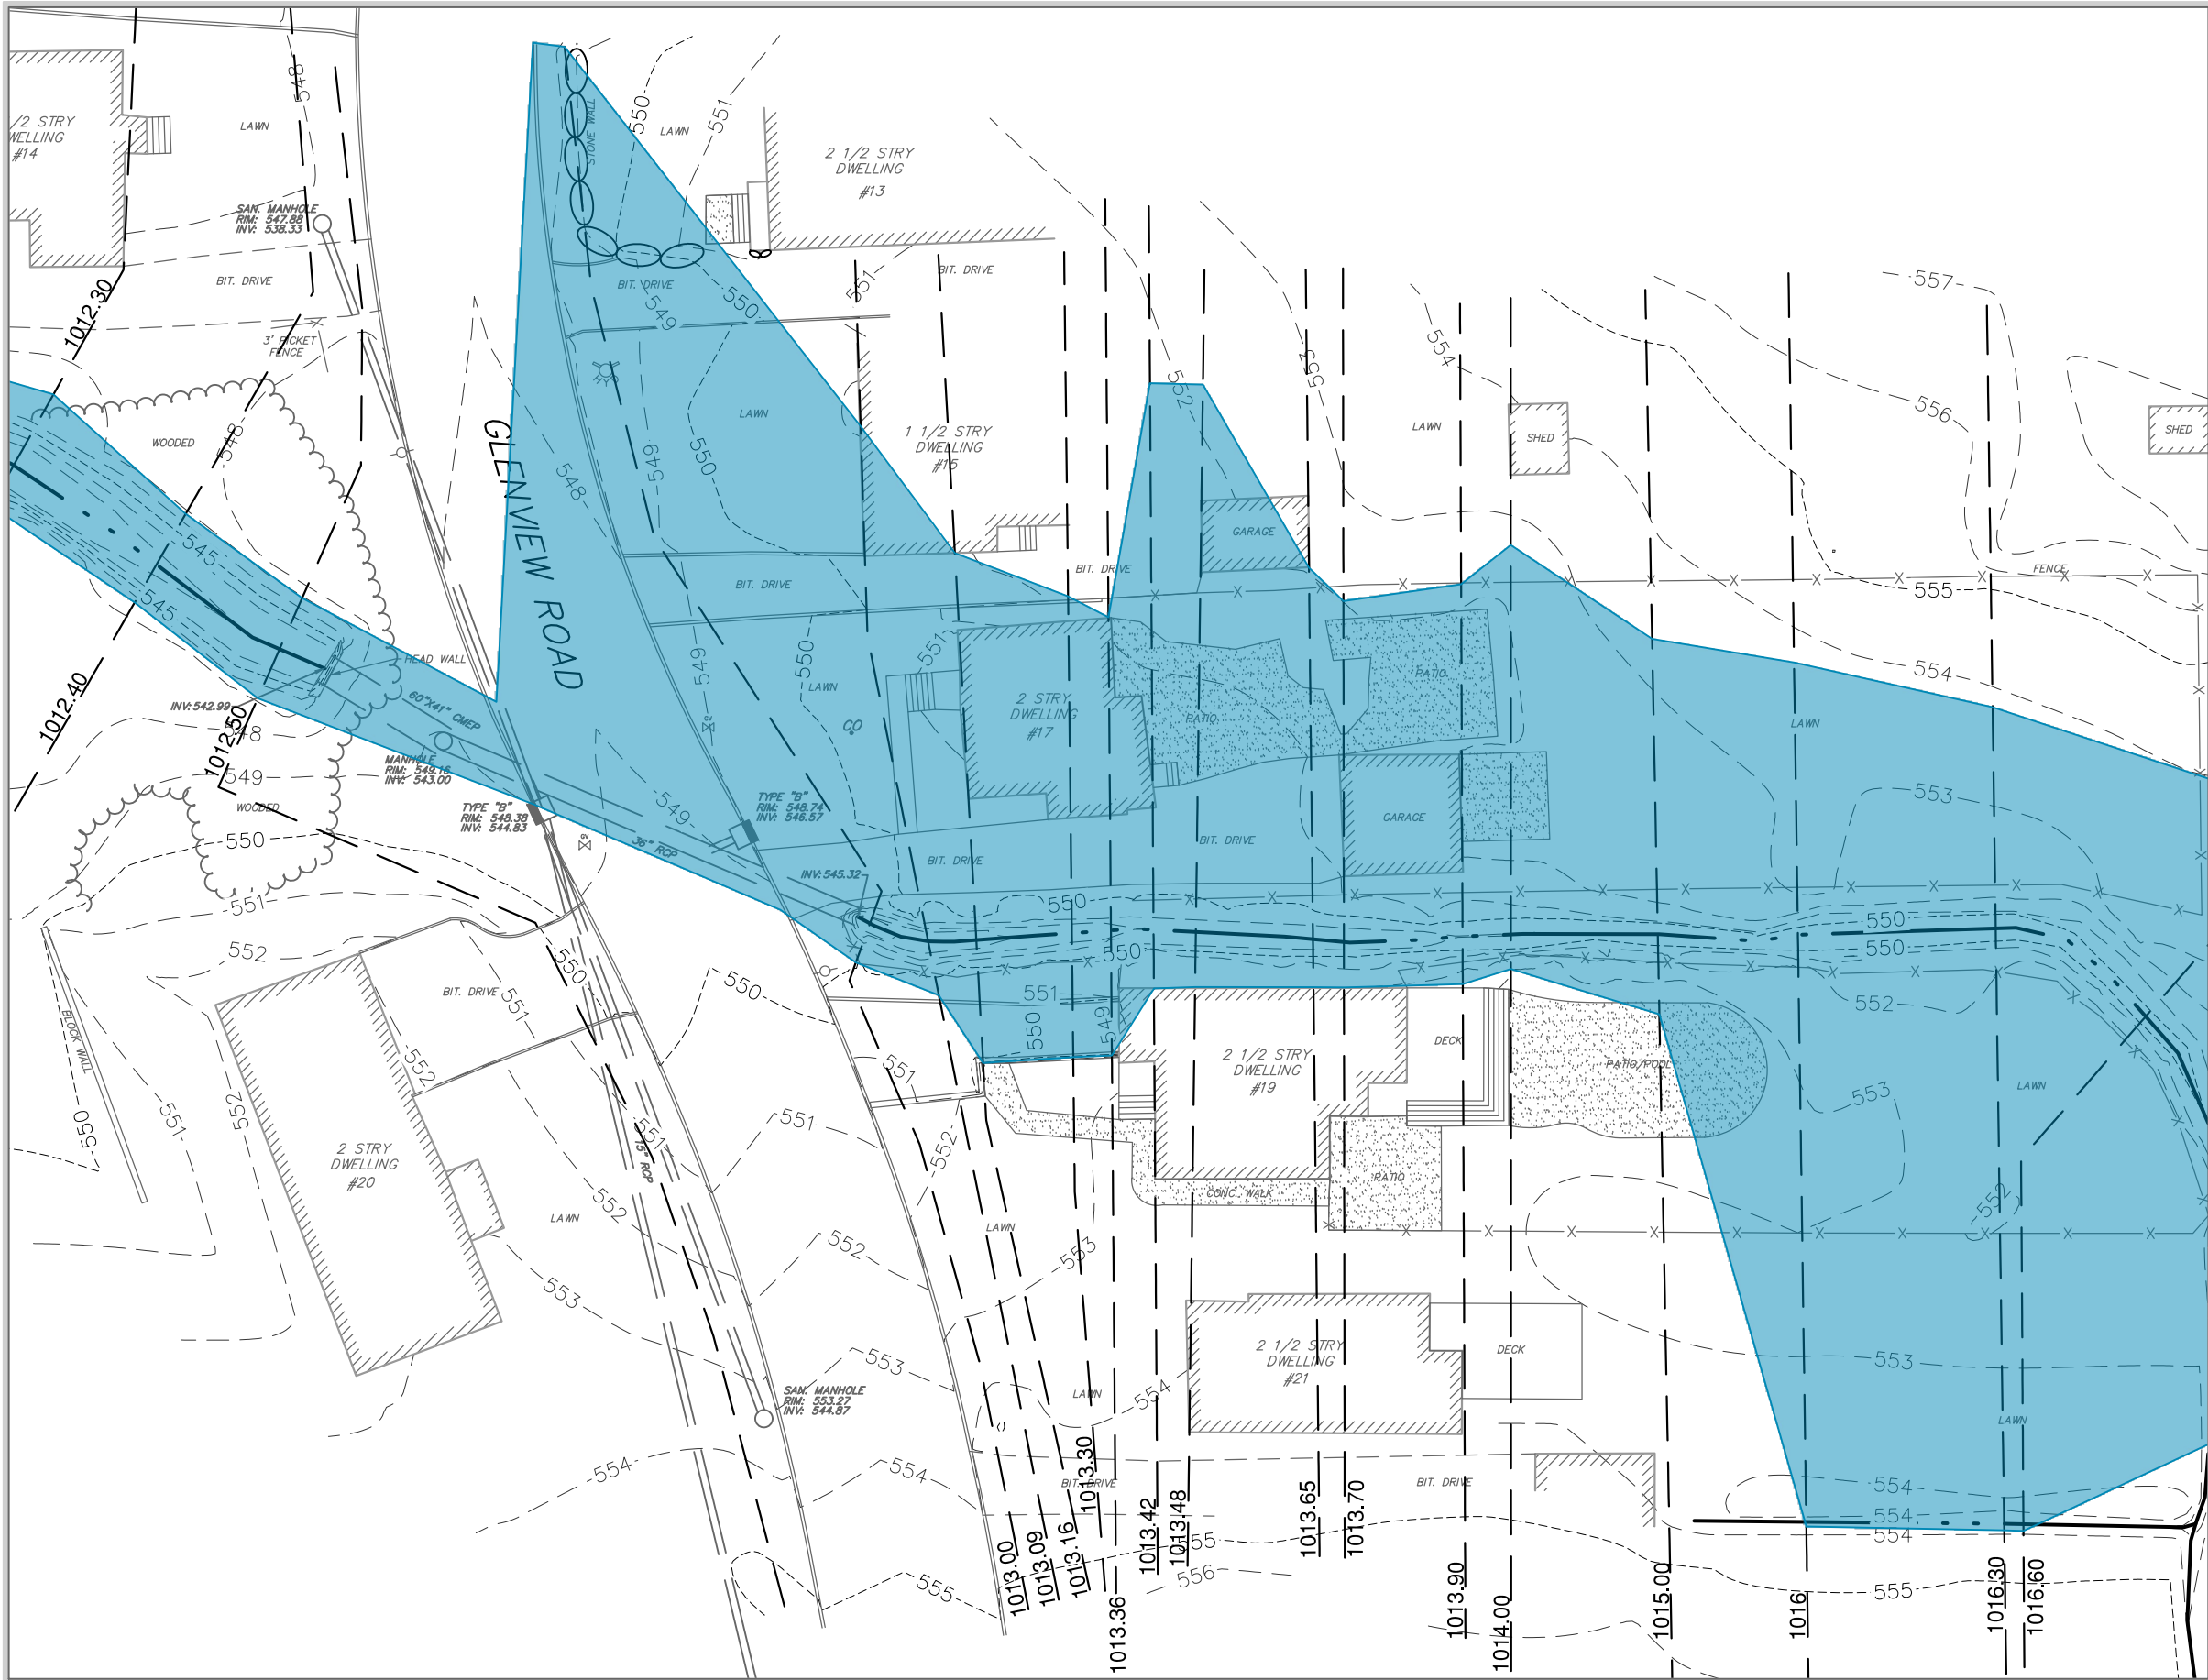 548
1/2 STRY
DWELLING
#14
LAWN
SAN. MANHOLE
RIM: 547.88
INV: 538.33
BIT. DRIVE
1012.30
3' PICKET
FENCE
WOODED
548
545
545
1012.40
INV:542.99
1012.50
548
549
WOODED
550
551
552
HEAD WALL
60"X41" CMEP
MANHOLE
RIM: 549.16
INV: 543.00
TYPE "B"
RIM: 548.38
INV: 544.83
GV
36" RCP
549
TYPE "B"
RIM: 548.74
INV: 546.57
INV:545.32
GLENVIEW ROAD
548
STONE WALL
550
551
LAWN
2 1/2 STRY
DWELLING
#13
BIT. DRIVE
549
550
551
BIT. DRIVE
LAWN
549
550
1 1/2 STRY
DWELLING
#15
BIT. DRIVE
BIT. DRIVE
549
GV
550
LAWN
CO
551
2 STRY
DWELLING
#17
PATIO
PATIO
GARAGE
GARAGE
BIT. DRIVE
BIT. DRIVE
552
553
554
LAWN
SHED
557
556
SHED
FENCE
555
554
LAWN
553
550
550
550
550
551
550
549
552
553
552
LAWN
2 1/2 STRY
DWELLING
#19
DECK
PATIO/POOL
PATIO
CONC. WALK
BLOCK WALL
550
551
552
BIT. DRIVE
551
550
552
2 STRY
DWELLING
#20
LAWN
15" RCP
551
552
553
550
551
551
552
552
553
554
LAWN
553
SAN. MANHOLE
RIM: 553.27
INV: 544.87
553
554
554
555
LAWN
2 1/2 STRY
DWELLING
#21
DECK
BIT. DRIVE
BIT. DRIVE
553
LAWN
554
554
554
555
555
556
1013.00
1013.09
1013.16
1013.30
1013.36
1013.42
1013.48
1013.65
1013.70
1013.90
1014.00
1015.00
1016
1016.30
1016.60